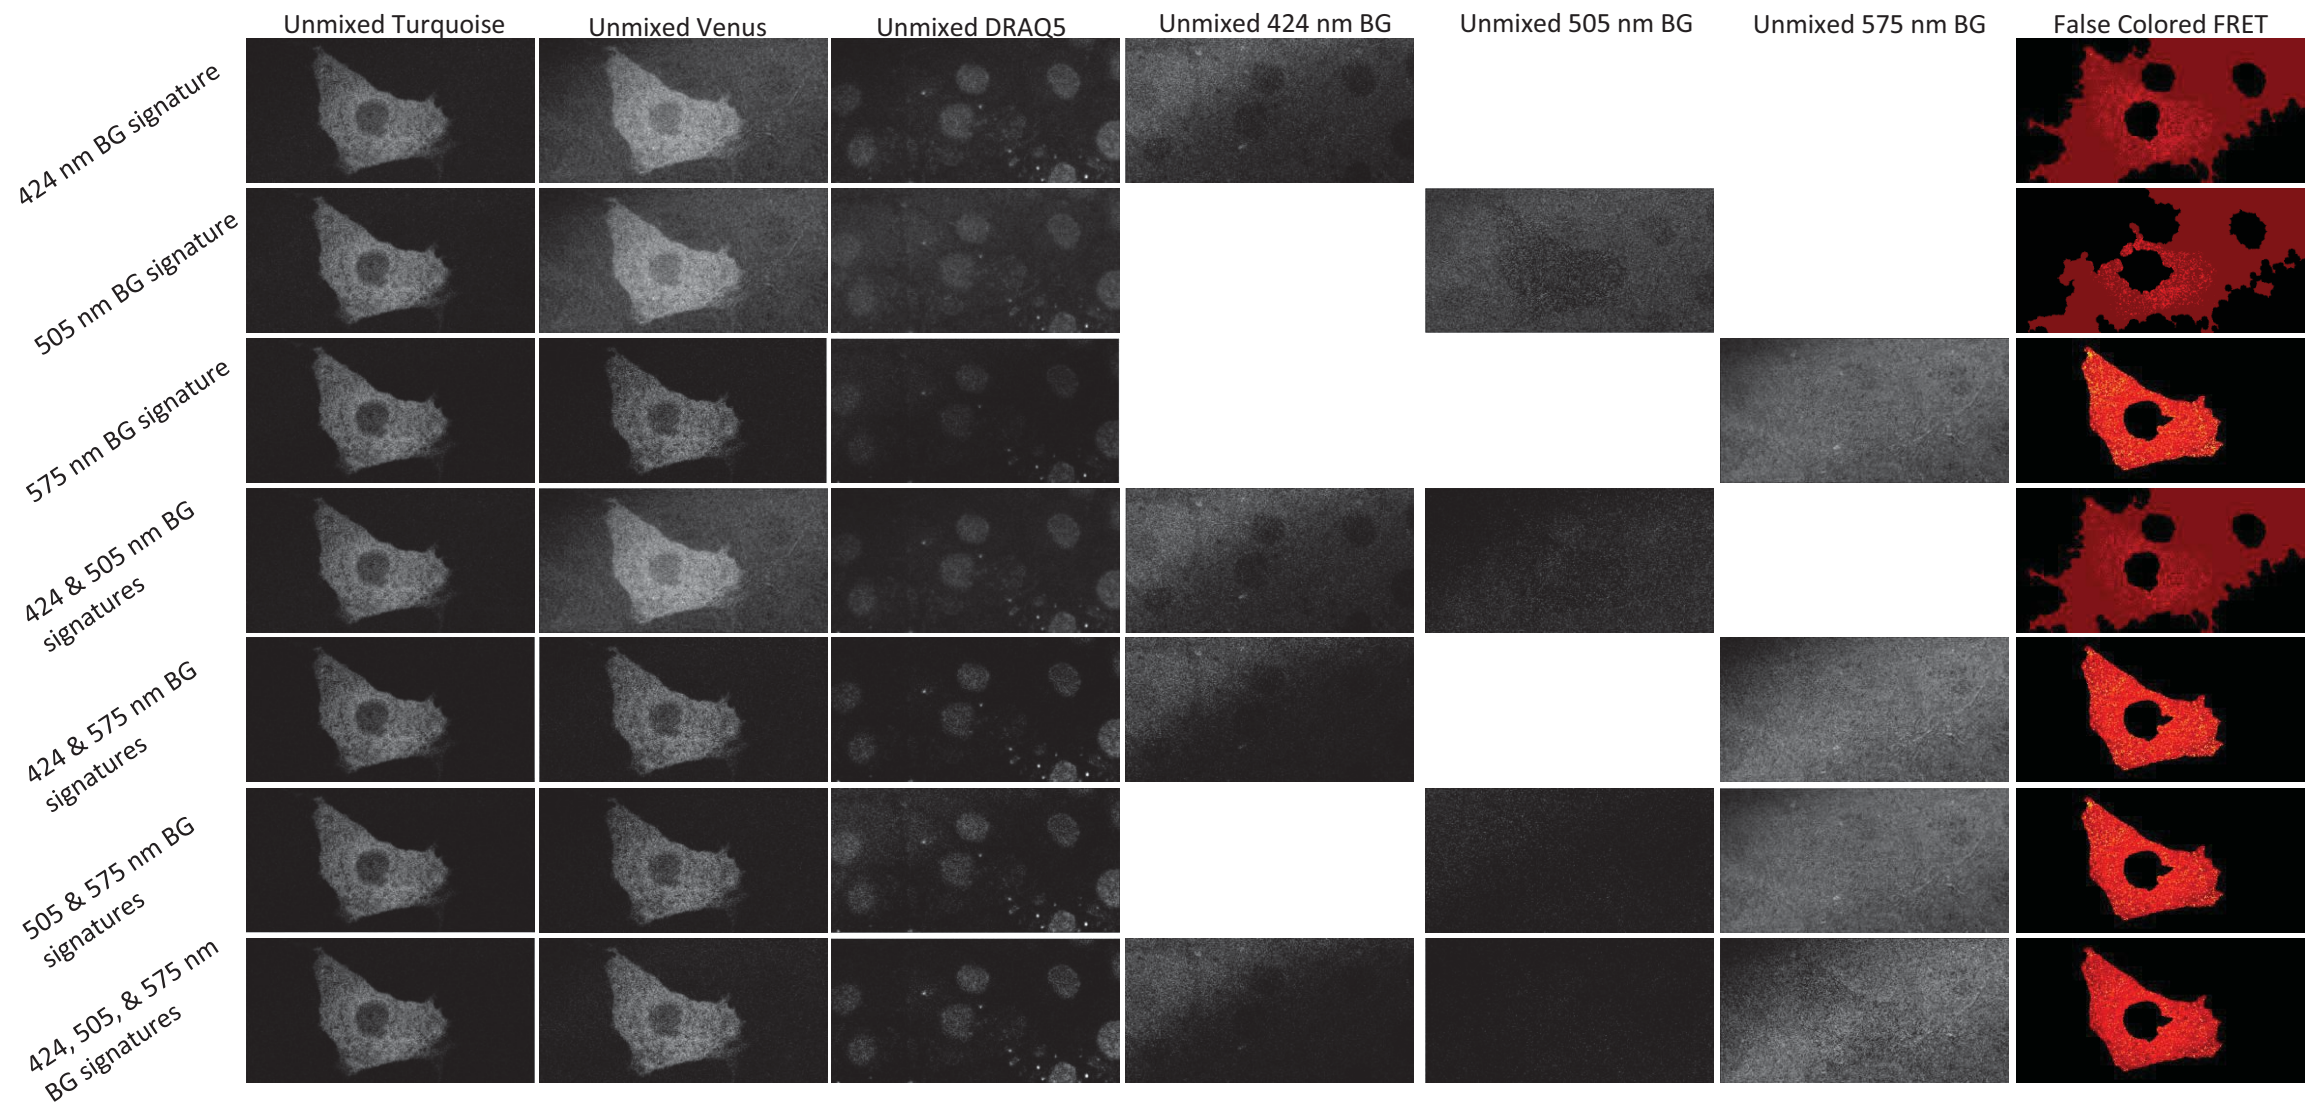 Unmixed Turquoise
Unmixed Venus
Unmixed DRAQ5
Unmixed 424 nm BG
Unmixed 505 nm BG
Unmixed 575 nm BG
False Colored FRET
424 nm BG signature
505 nm BG signature
575 nm BG signature
424 & 505 nm BG
signatures
424 & 575 nm BG
signatures
505 & 575 nm BG
signatures
424, 505, & 575 nm
BG signatures